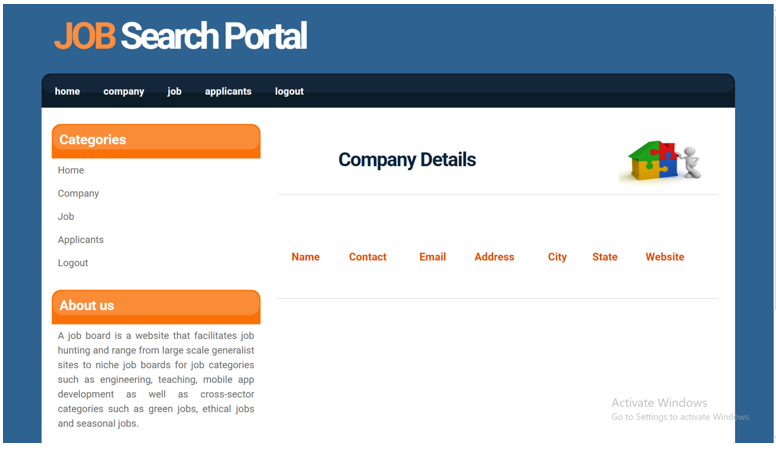 JOB Search Portal
home company job applicants logout
Categories
Home
Company
Job
Applicants
Logout
About us
A job board is a website that facilitates job
hunting and range from large scale generalist
sites to niche job boards for job categories
such as engineering, teaching, mobile app
development as well as cross-sector
categories such as green jobs, ethical jobs
and seasonal jobs.
Company Details
Name Contact Email Address City State Website
Activate Windows
Go to Settings to activate Windows.